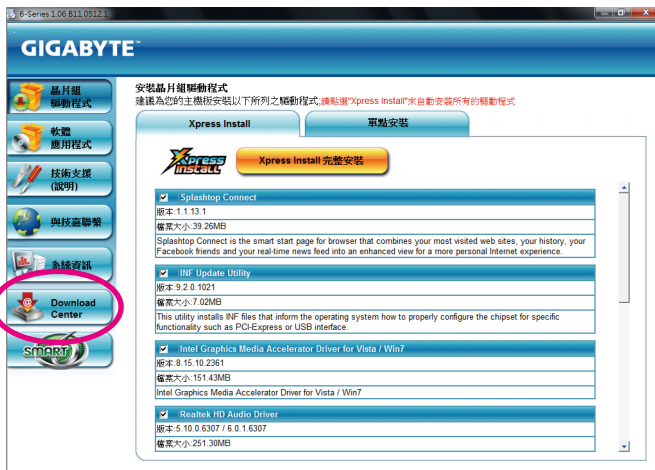 6-Series 1.06 B11.0512.1
GIGABYTE™
晶片組
驅動程式
軟體
應用程式
技術支援
(說明)
與技嘉聯繫
系統資訊
Download
Center
SMART
安裝晶片組驅動程式
建議為您的主機板安裝以下所列之驅動程式;請點選"Xpress Install"來自動安裝所有的驅動程式
Xpress Install
單點安裝
Xpress
INSTALL
Xpress Install 完整安裝
Splashtop Connect
版本:1.1.13.1
檔案大小:39.26MB
Splashtop Connect is the smart start page for browser that combines your most visited web sites, your history, your
Facebook friends and your real-time news feed into an enhanced view for a more personal Internet experience.
INF Update Utility
版本:9.2.0.1021
檔案大小:7.02MB
This utility installs INF files that inform the operating system how to properly configure the chipset for specific
functionality such as PCI-Express or USB interface.
Intel Graphics Media Accelerator Driver for Vista / Win7
版本:8.15.10.2361
檔案大小:151.43MB
Intel Graphics Media Accelerator Driver for Vista / Win7
Realtek HD Audio Driver
版本:5.10.0.6307 / 6.0.1.6307
檔案大小:251.30MB